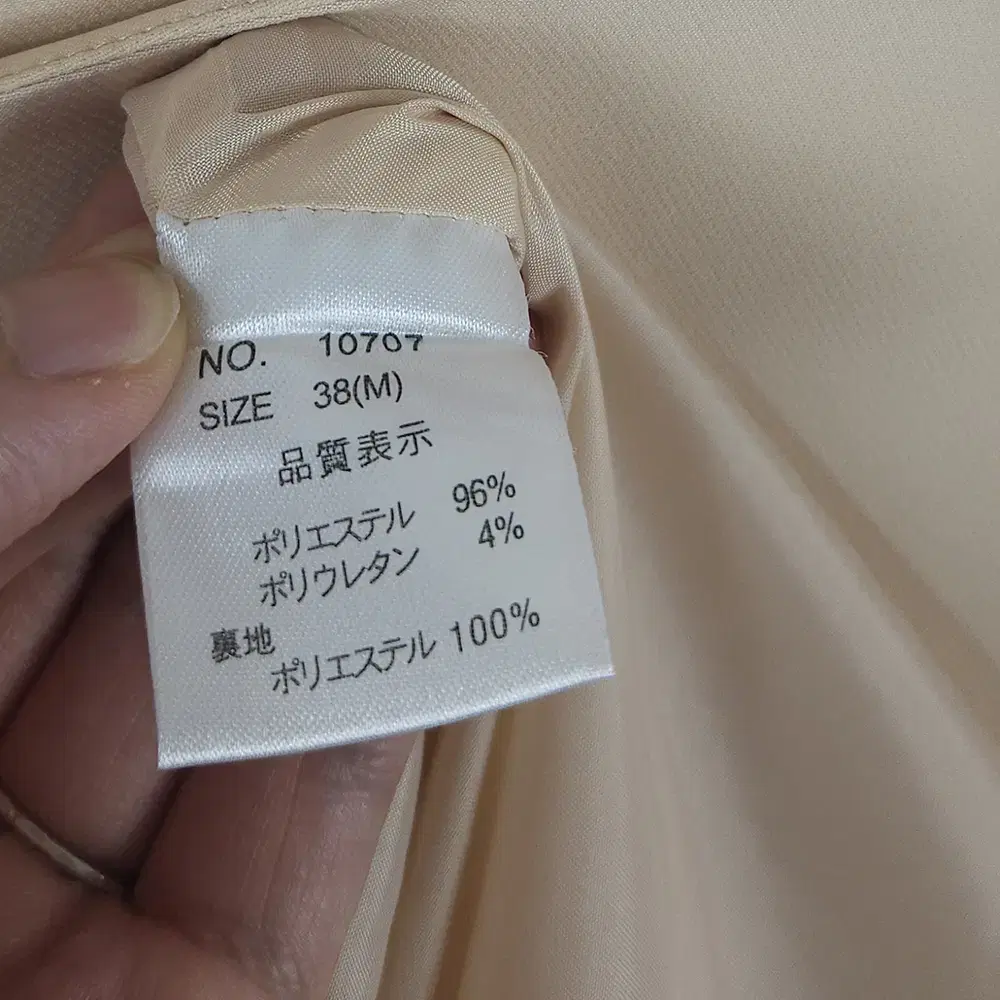 NO. 10707
SIZE 38(M)
品質表示
ポリエステル 96%
ポリウレタン 4%
裏地
ポリエステル 100%